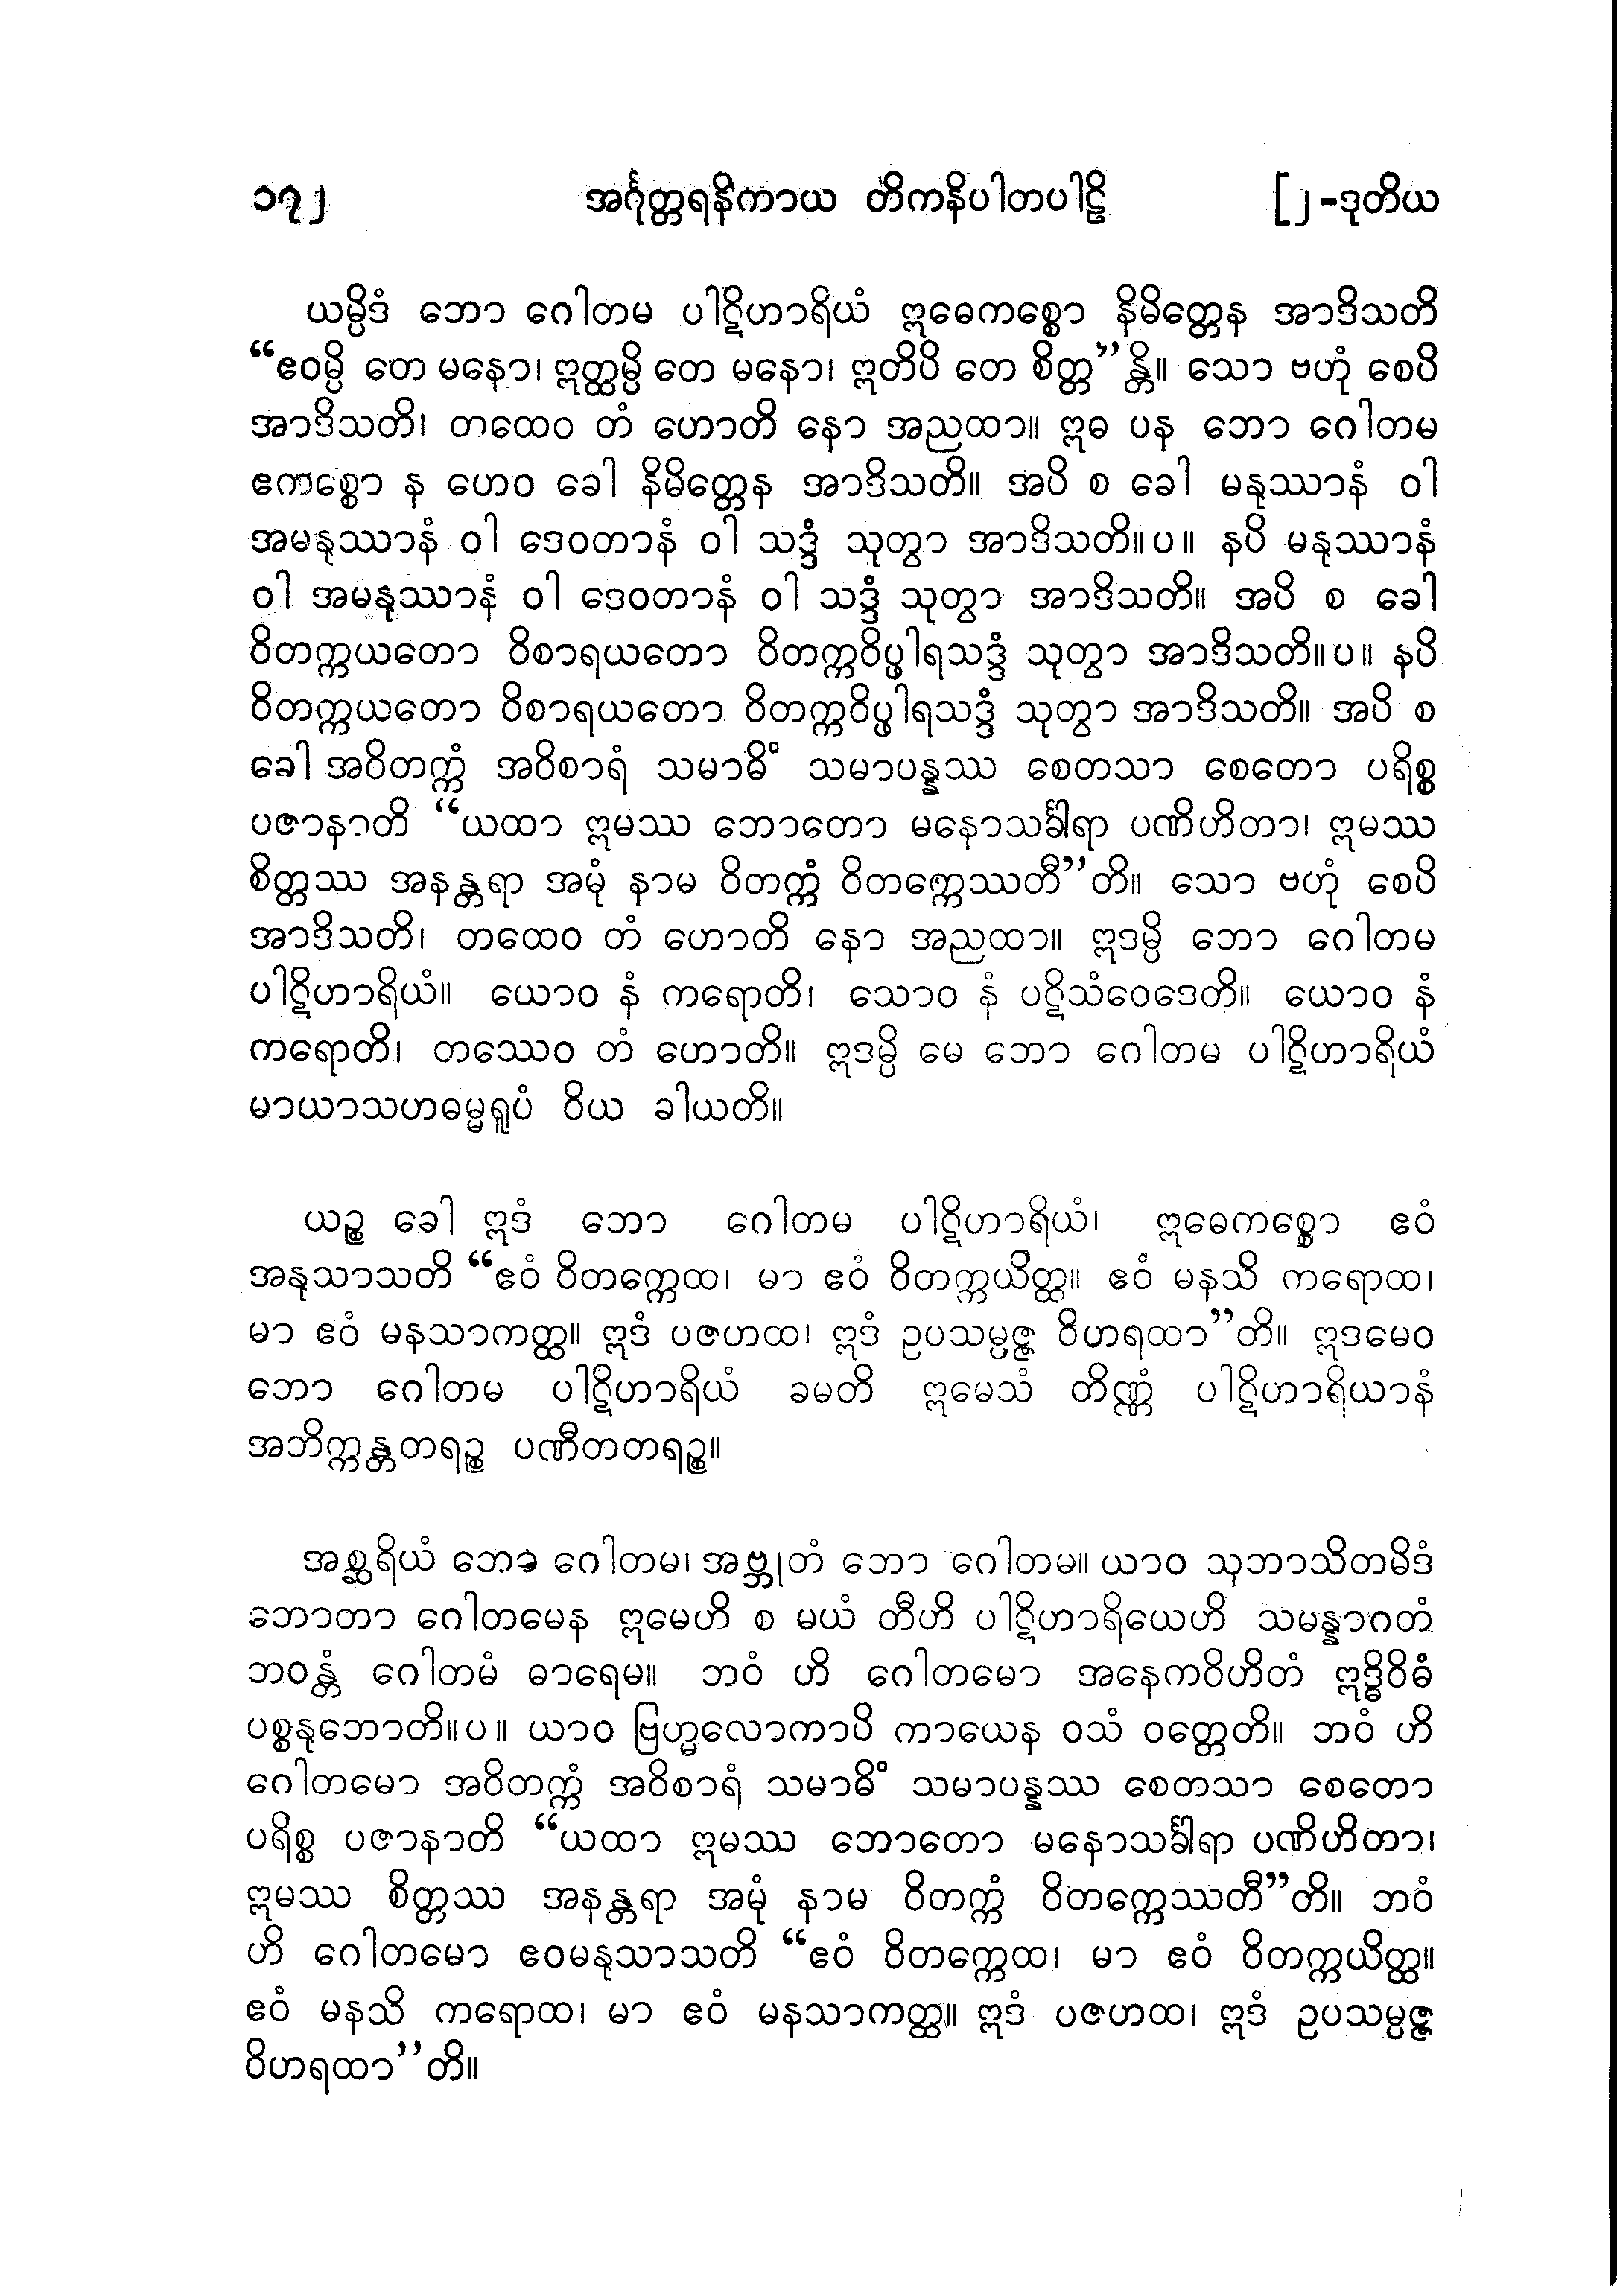 ၁၇၂ အင်္ဂုတ္တရနိကာယ တိကနိပါတပါဠိ [၂-ဒုတိယ
ယမ္ပိဒံ ဘော ဂေါတမ ပါဋိဟာရိယံ ဣဓေကစ္စော နိမိတ္တေန အာဒိသတိ
“ဧဝမ္ပိ တေ မနော၊ ဣတ္ထမ္ပိ တေ မနော၊ ဣတိပိ တေ စိတ္တ”န္တိ။ သော ဗဟုံ စေပိ
အာဒိသတိ၊ တထေဝ တံ ဟောတိ နော အညထာ။ ဣဓ ပန ဘော ဂေါတမ
ဧကစ္စော န ဟေဝ ခေါ နိမိတ္တေန အာဒိသတိ။ အပိ စ ခေါ မနုဿာနံ ဝါ
အမနုဿာနံ ဝါ ဒေဝတာနံ ဝါ သဒ္ဒံ သုတွာ အာဒိသတိ။ပ။ နပိ မနုဿာနံ
ဝါ အမနုဿာနံ ဝါ ဒေဝတာနံ ဝါ သဒ္ဒံ သုတွာ အာဒိသတိ။ အပိ စ ခေါ
ဝိတက္ကယတော ဝိစာရယတော ဝိတက္ကဝိပ္ဖါရသဒ္ဒံ သုတွာ အာဒိသတိ။ပ။ နပိ
ဝိတက္ကယတော ဝိစာရယတော ဝိတက္ကဝိပ္ဖါရသဒ္ဒံ သုတွာ အာဒိသတိ။ အပိ စ
ခေါ အဝိတက္ကံ အဝိစာရံ သမာဓိံ သမာပန္နဿ စေတသာ စေတော ပရိစ္စ
ပဇာနာတိ “ယထာ ဣမဿ ဘောတော မနောသင်္ခါရာ ပဏိဟိတာ၊ ဣမဿ
စိတ္တဿ အနန္တရာ အမုံ နာမ ဝိတက္ကံ ဝိတက္ကေဿတီ”တိ။ သော ဗဟုံ စေပိ
အာဒိသတိ၊ တထေဝ တံ ဟောတိ နော အညထာ။ ဣဒမ္ပိ ဘော ဂေါတမ
ပါဋိဟာရိယံ။ ယောဝ နံ ကရောတိ၊ သောဝ နံ ပဋိသံဝေဒေတိ။ ယောဝ နံ
ကရောတိ၊ တဿေဝ တံ ဟောတိ။ ဣဒမ္ပိ မေ ဘော ဂေါတမ ပါဋိဟာရိယံ
မာယာသဟဓမ္မရူပံ ဝိယ ခါယတိ။
ယဉ္စ ခေါ ဣဒံ ဘော ဂေါတမ ပါဋိဟာရိယံ၊ ဣဓေကစ္စော ဧဝံ
အနုသာသတိ “ဧဝံ ဝိတက္ကေထ၊ မာ ဧဝံ ဝိတက္ကယိတ္ထ။ ဧဝံ မနသိ ကရောထ၊
မာ ဧဝံ မနသာကတ္ထ။ ဣဒံ ပဇဟထ၊ ဣဒံ ဥပသမ္ပဇ္ဇ ဝိဟရထာ”တိ။ ဣဒမေဝ
ဘော ဂေါတမ ပါဋိဟာရိယံ ခမတိ ဣမေသံ တိဏ္ဏံ ပါဋိဟာရိယာနံ
အဘိက္ကန္တတရဉ္စ ပဏီတတရဉ္စ။
အစ္ဆရိယံ ဘော ဂေါတမ၊ အဗ္ဘုတံ ဘော ဂေါတမ။ ယာဝ သုဘာသိတမိဒံ
ဘောတာ ဂေါတမေန ဣမေဟိ စ မယံ တီဟိ ပါဋိဟာရိယေဟိ သမန္နာဂတံ
ဘဝန္တံ ဂေါတမံ ဓာရေမ။ ဘဝံ ဟိ ဂေါတမော အနေကဝိဟိတံ ဣဒ္ဓိဝိဓံ
ပစ္စနုဘောတိ။ပ။ ယာဝ ဗြဟ္မလောကာပိ ကာယေန ဝသံ ဝတ္တေတိ။ ဘဝံ ဟိ
ဂေါတမော အဝိတက္ကံ အဝိစာရံ သမာဓိံ သမာပန္နဿ စေတသာ စေတော
ပရိစ္စ ပဇာနာတိ “ယထာ ဣမဿ ဘောတော မနောသင်္ခါရာ ပဏိဟိတာ၊
ဣမဿ စိတ္တဿ အနန္တရာ အမုံ နာမ ဝိတက္ကံ ဝိတက္ကေဿတီ”တိ။ ဘဝံ
ဟိ ဂေါတမော ဧဝမနုသာသတိ “ဧဝံ ဝိတက္ကေထ၊ မာ ဧဝံ ဝိတက္ကယိတ္ထ။
ဧဝံ မနသိ ကရောထ၊ မာ ဧဝံ မနသာကတ္ထ။ ဣဒံ ပဇဟထ၊ ဣဒံ ဥပသမ္ပဇ္ဇ
ဝိဟရထာ”တိ။